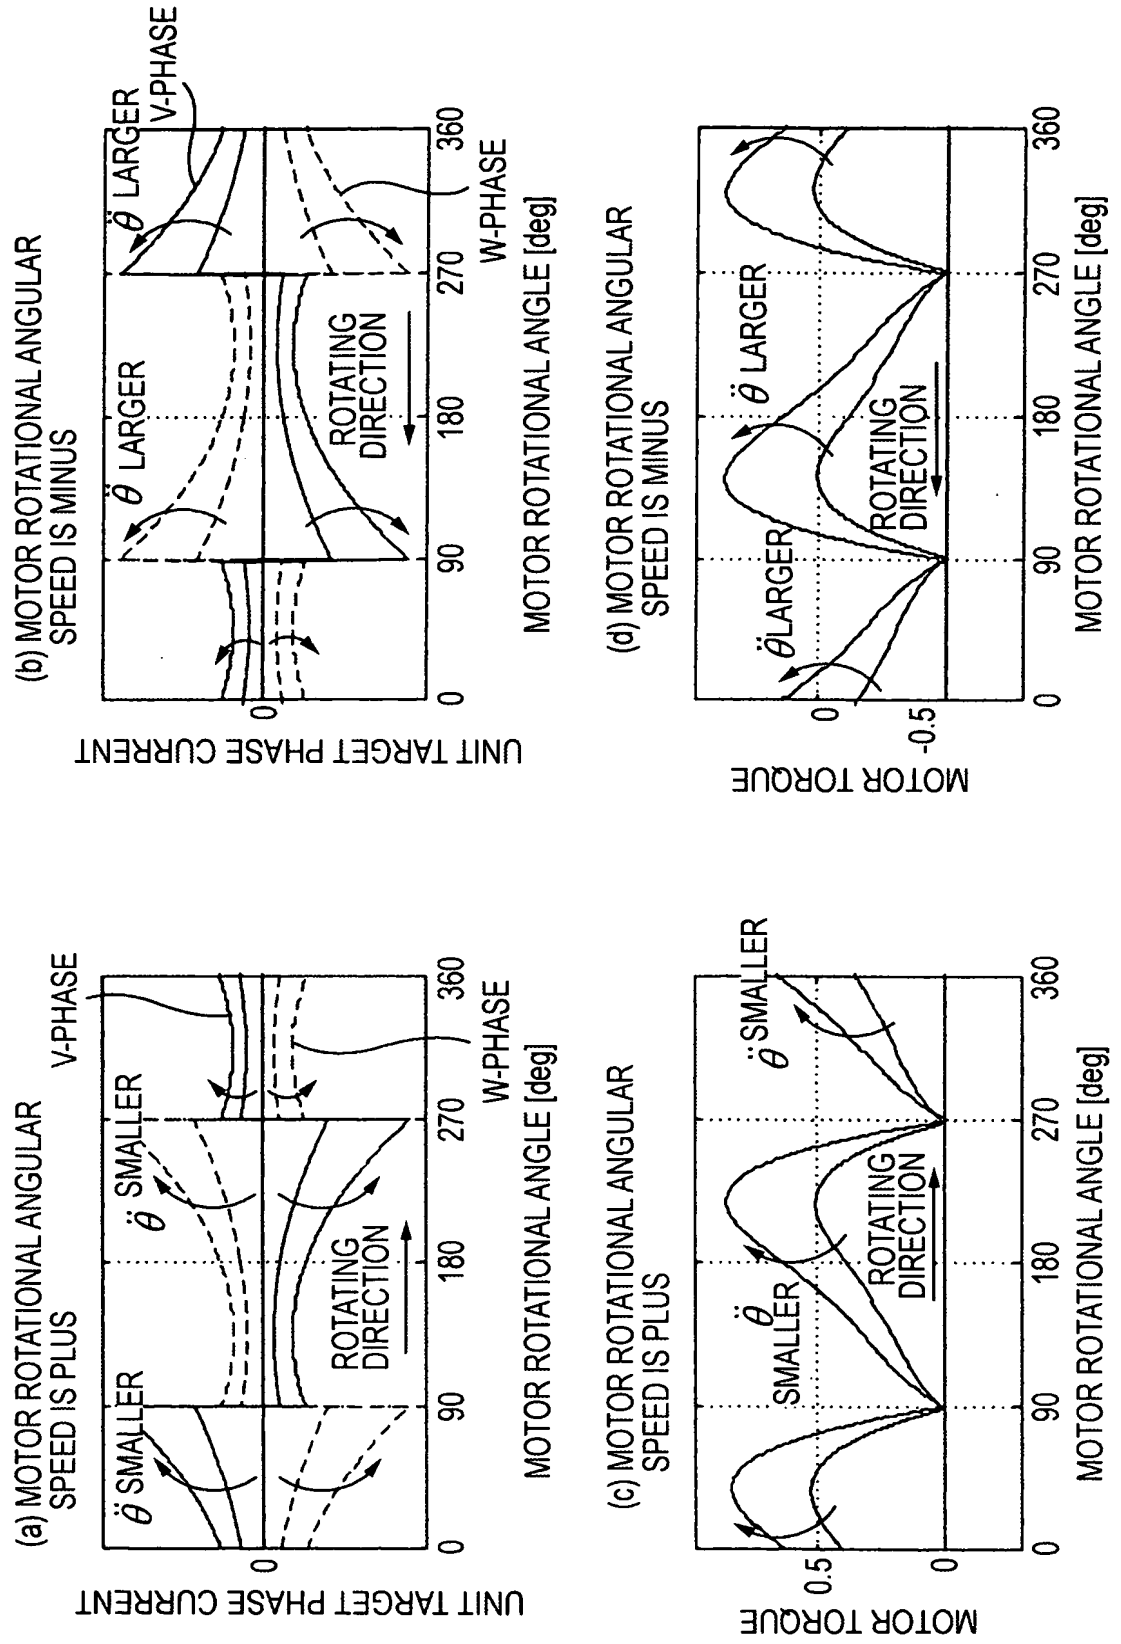 (a) MOTOR ROTATIONAL ANGULAR
SPEED IS PLUS
UNIT TARGET PHASE CURRENT
0
θ̈ SMALLER
θ̈ SMALLER
V-PHASE
W-PHASE
ROTATING
DIRECTION
0 90 180 270 360
MOTOR ROTATIONAL ANGLE [deg]
(b) MOTOR ROTATIONAL ANGULAR
SPEED IS MINUS
UNIT TARGET PHASE CURRENT
0
θ̈ LARGER
θ̈ LARGER
V-PHASE
W-PHASE
ROTATING
DIRECTION
0 90 180 270 360
MOTOR ROTATIONAL ANGLE [deg]
(c) MOTOR ROTATIONAL ANGULAR
SPEED IS PLUS
MOTOR TORQUE
0.5
0
θ̈
SMALLER
θ̈ SMALLER
ROTATING
DIRECTION
0 90 180 270 360
MOTOR ROTATIONAL ANGLE [deg]
(d) MOTOR ROTATIONAL ANGULAR
SPEED IS MINUS
MOTOR TORQUE
0
-0.5
θ̈ LARGER
θ̈ LARGER
ROTATING
DIRECTION
0 90 180 270 360
MOTOR ROTATIONAL ANGLE [deg]